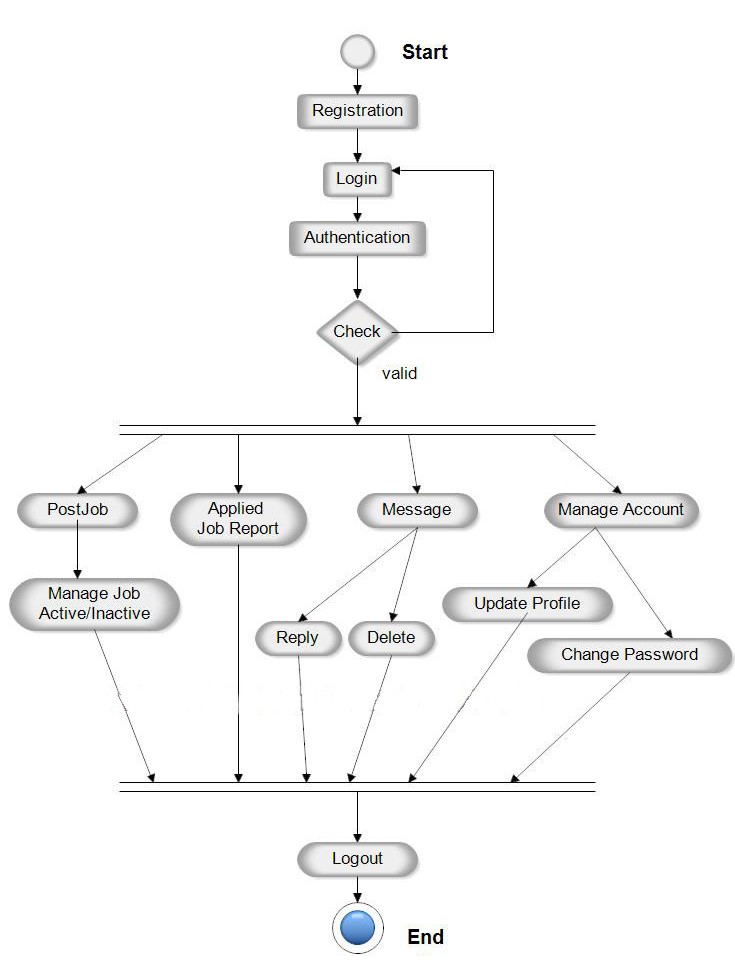 Start
Registration
Login
Authentication
Check
valid
PostJob
Applied
Job Report
Message
Manage Account
Manage Job
Active/Inactive
Update Profile
Reply
Delete
Change Password
Logout
End